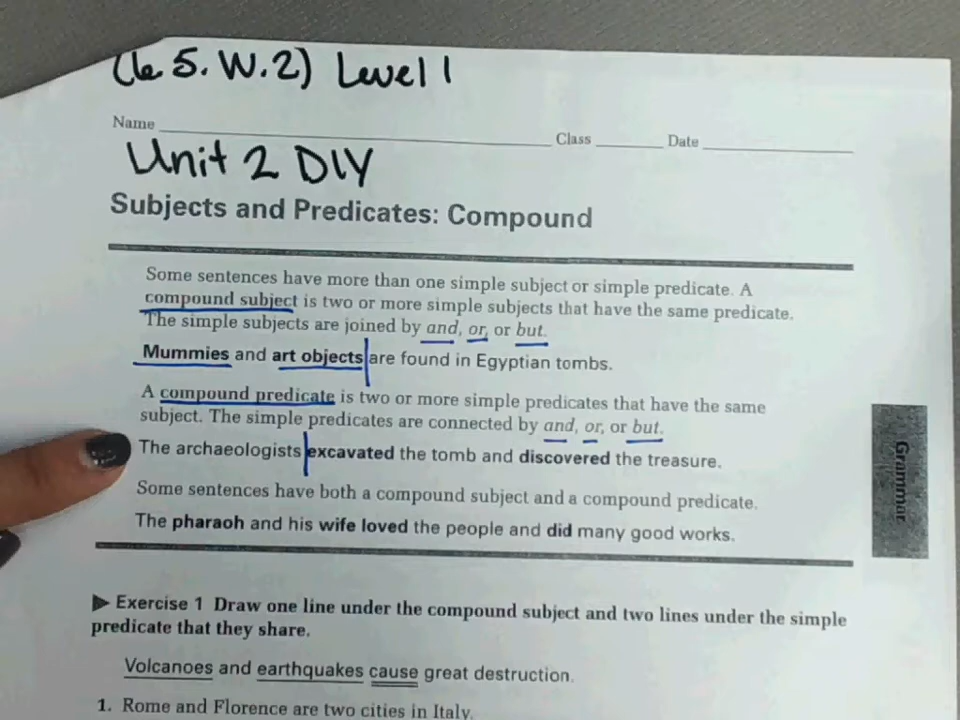 (6.5.W.2) Level 1
Name Class Date
Unit 2 DIY
Subjects and Predicates: Compound
Some sentences have more than one simple subject or simple predicate. A
compound subject is two or more simple subjects that have the same predicate.
The simple subjects are joined by and, or, or but.
Mummies and art objects are found in Egyptian tombs.
A compound predicate is two or more simple predicates that have the same
subject. The simple predicates are connected by and, or, or but.
The archaeologists excavated the tomb and discovered the treasure.
Some sentences have both a compound subject and a compound predicate.
The pharaoh and his wife loved the people and did many good works.
Grammar
Exercise 1 Draw one line under the compound subject and two lines under the simple
predicate that they share.
Volcanoes and earthquakes cause great destruction.
1. Rome and Florence are two cities in Italy.